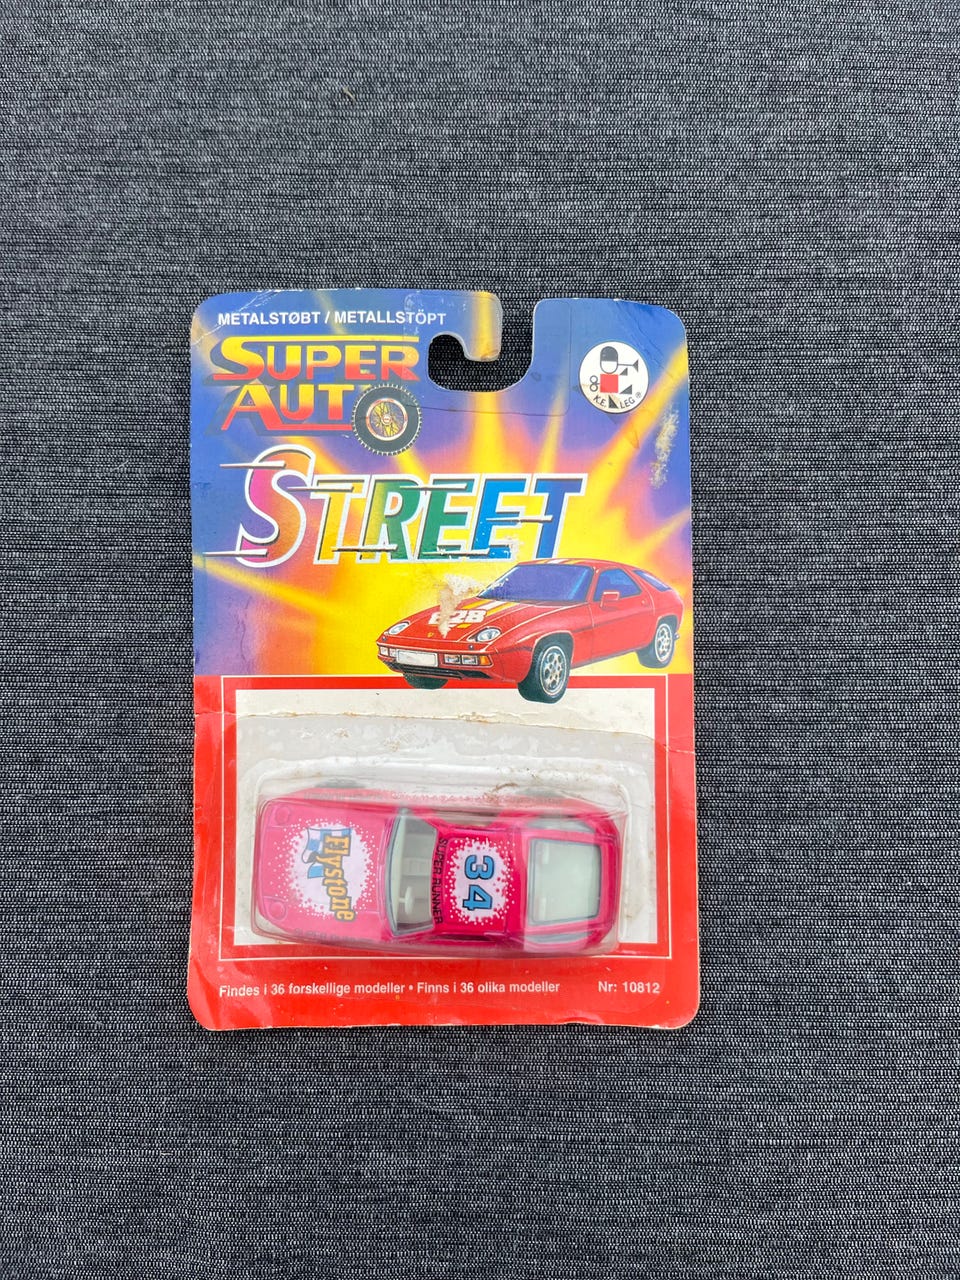 METALSTØBT / METALLSTÖPT
SUPER
AUTO
K.E. LEG ®
STREET
828
Flystone
SUPER RUNNER
34
Findes i 36 forskellige modeller • Finns i 36 olika modeller
Nr: 10812